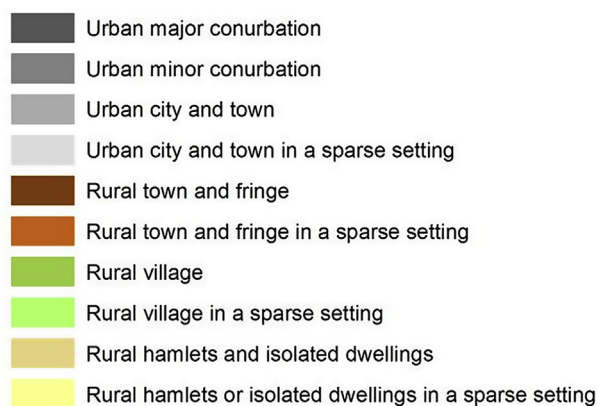 Urban major conurbation
Urban minor conurbation
Urban city and town
Urban city and town in a sparse setting
Rural town and fringe
Rural town and fringe in a sparse setting
Rural village
Rural village in a sparse setting
Rural hamlets and isolated dwellings
Rural hamlets or isolated dwellings in a sparse setting